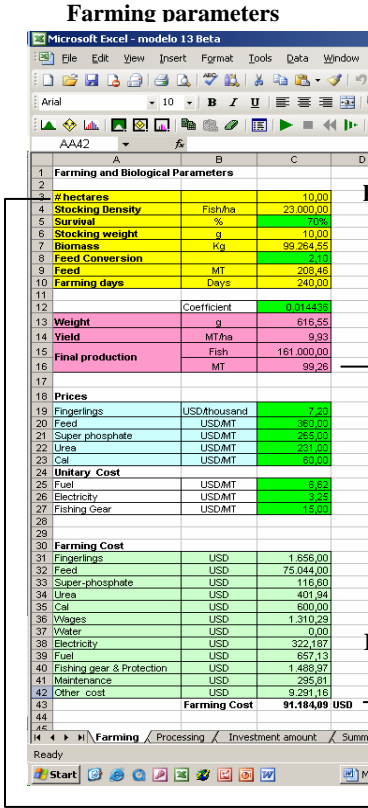 Farming parameters
Microsoft Excel - modelo 13 Beta
File Edit View Insert Format Tools Data Window
Arial 10 B I U
AA42 fx
A B C D
1 Farming and Biological Parameters
2
3 # hectares 10,00
4 Stocking Density Fish/ha 23.000,00
5 Survival % 70%
6 Stocking weight g 10,00
7 Biomass Kg 99.264,55
8 Feed Conversion 2,10
9 Feed MT 208,46
10 Farming days Days 240,00
11
12 Coefficient 0,014436
13 Weight g 616,55
14 Yield MT/ha 9,93
15 Final production Fish 161.000,00
16 MT 99,26
17
18 Prices
19 Fingerlings USD/thousand 7,20
20 Feed USD/MT 360,00
21 Super phosphate USD/MT 265,00
22 Urea USD/MT 231,00
23 Cal USD/MT 60,00
24 Unitary Cost
25 Fuel USD/MT 6,62
26 Electricity USD/MT 3,25
27 Fishing Gear USD/MT 15,00
28
29
30 Farming Cost
31 Fingerlings USD 1.656,00
32 Feed USD 75.044,00
33 Super-phosphate USD 116,60
34 Urea USD 401,94
35 Cal USD 600,00
36 Wages USD 1.310,29
37 Water USD 0,00
38 Electricity USD 322,187
39 Fuel USD 657,13
40 Fishing gear & Protection USD 1.488,97
41 Maintenance USD 295,81
42 Other cost USD 9.291,16
43 Farming Cost 91.184,09 USD
44
45
Farming Processing Investment amount Summ
Ready
Start M